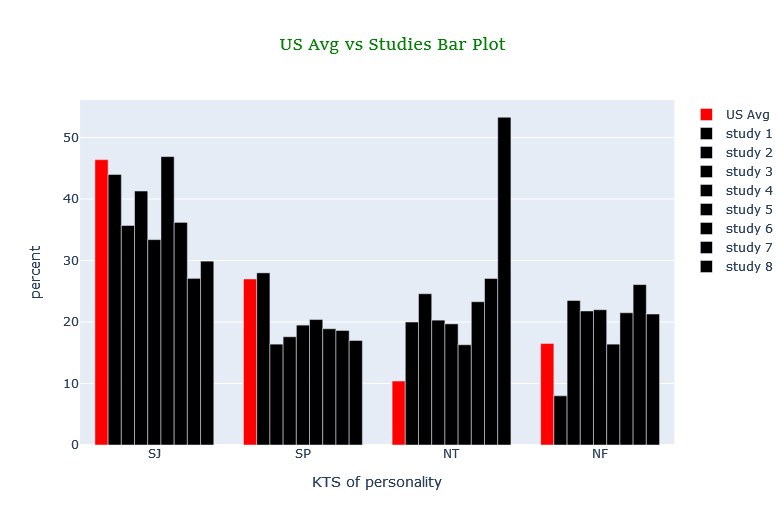 US Avg vs Studies Bar Plot
50
40
30
20
10
0
percent
SJ
SP
NT
NF
KTS of personality
US Avg
study 1
study 2
study 3
study 4
study 5
study 6
study 7
study 8